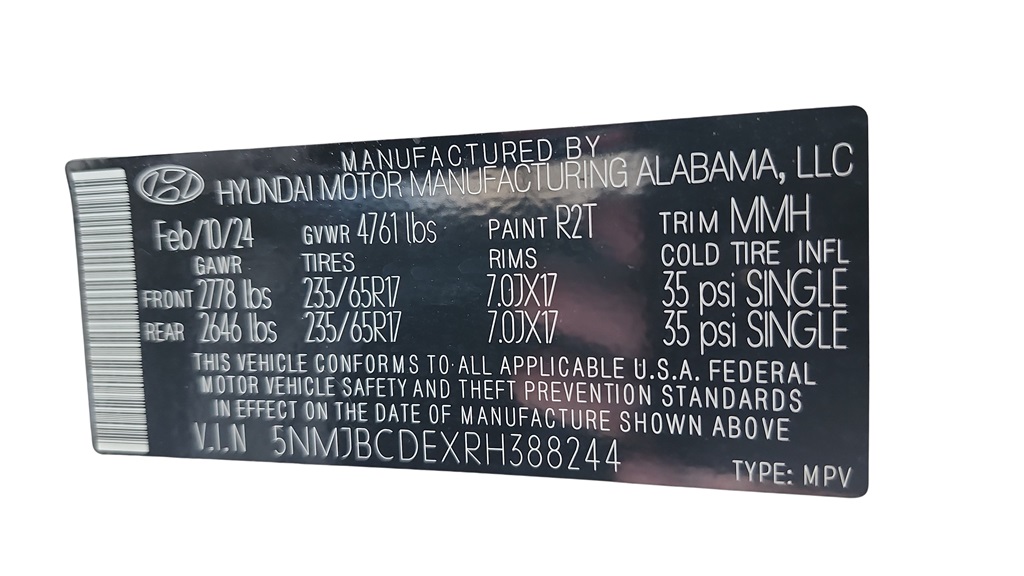 MANUFACTURED BY
HYUNDAI MOTOR MANUFACTURING ALABAMA, LLC
Feb/10/24 GVWR 4761 lbs PAINT R2T TRIM MMH
GAWR TIRES RIMS COLD TIRE INFL
FRONT 2778 lbs 235/65R17 7.0JX17 35 psi SINGLE
REAR 2646 lbs 235/65R17 7.0JX17 35 psi SINGLE
THIS VEHICLE CONFORMS TO ALL APPLICABLE U.S.A. FEDERAL
MOTOR VEHICLE SAFETY AND THEFT PREVENTION STANDARDS
IN EFFECT ON THE DATE OF MANUFACTURE SHOWN ABOVE
V.I.N 5NMJBCDEXRH388244
TYPE: MPV